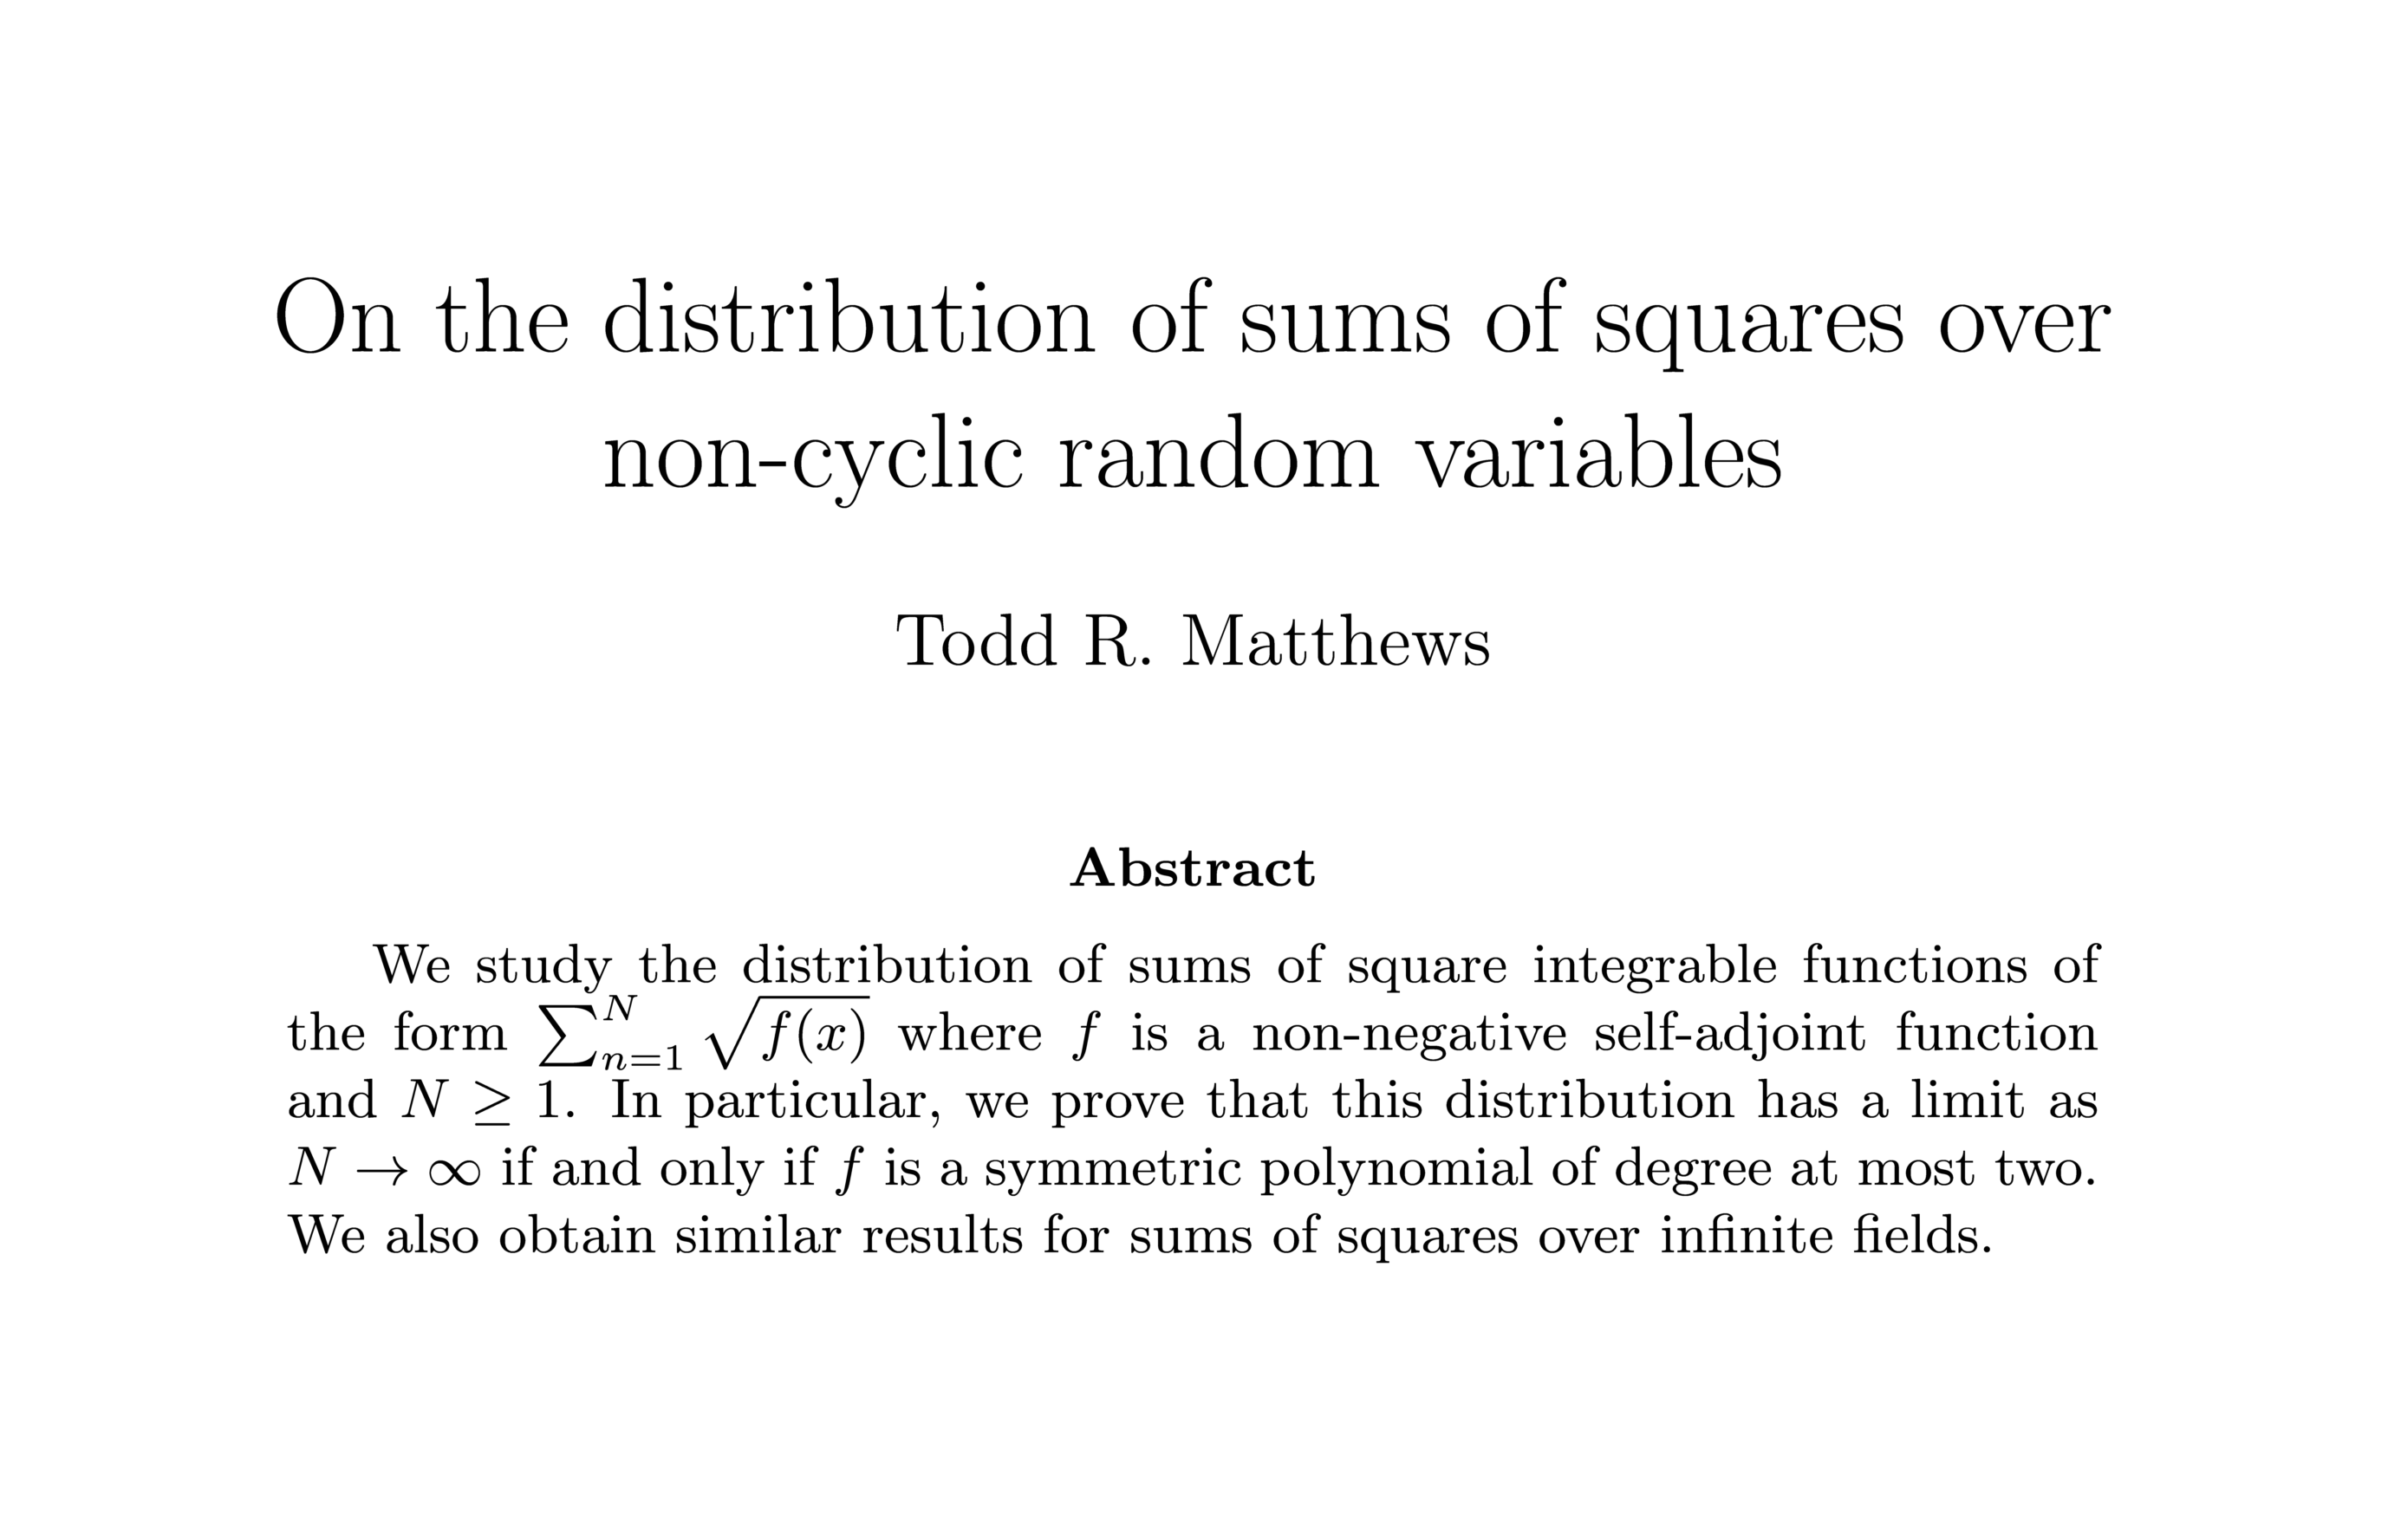 On the distribution of sums of squares over
non-cyclic random variables
Todd R. Matthews
Abstract
We study the distribution of sums of square integrable functions of
the form $\sum_{n=1}^{N} \sqrt{f(x)}$ where $f$ is a non-negative self-adjoint function
and $N \geq 1$. In particular, we prove that this distribution has a limit as
$N \to \infty$ if and only if $f$ is a symmetric polynomial of degree at most two.
We also obtain similar results for sums of squares over infinite fields.